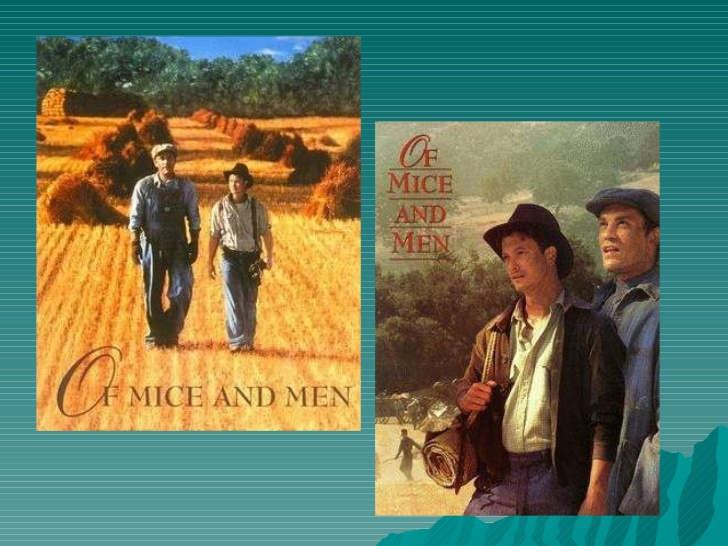 OF MICE AND MEN
OF
MICE
AND
MEN